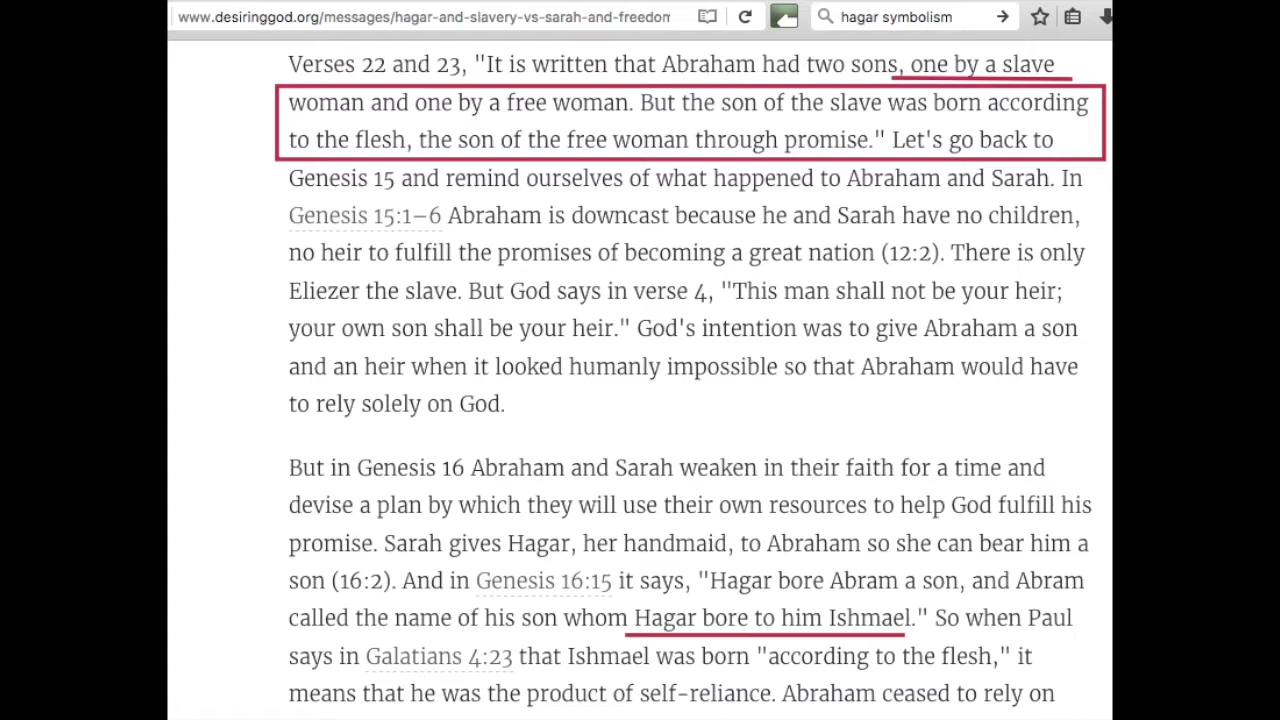 www.desiringgod.org/messages/hagar-and-slavery-vs-sarah-and-freedom
hagar symbolism
Verses 22 and 23, "It is written that Abraham had two sons, one by a slave
woman and one by a free woman. But the son of the slave was born according
to the flesh, the son of the free woman through promise." Let's go back to
Genesis 15 and remind ourselves of what happened to Abraham and Sarah. In
Genesis 15:1–6 Abraham is downcast because he and Sarah have no children,
no heir to fulfill the promises of becoming a great nation (12:2). There is only
Eliezer the slave. But God says in verse 4, "This man shall not be your heir;
your own son shall be your heir." God's intention was to give Abraham a son
and an heir when it looked humanly impossible so that Abraham would have
to rely solely on God.
But in Genesis 16 Abraham and Sarah weaken in their faith for a time and
devise a plan by which they will use their own resources to help God fulfill his
promise. Sarah gives Hagar, her handmaid, to Abraham so she can bear him a
son (16:2). And in Genesis 16:15 it says, "Hagar bore Abram a son, and Abram
called the name of his son whom Hagar bore to him Ishmael." So when Paul
says in Galatians 4:23 that Ishmael was born "according to the flesh," it
means that he was the product of self-reliance. Abraham ceased to rely on